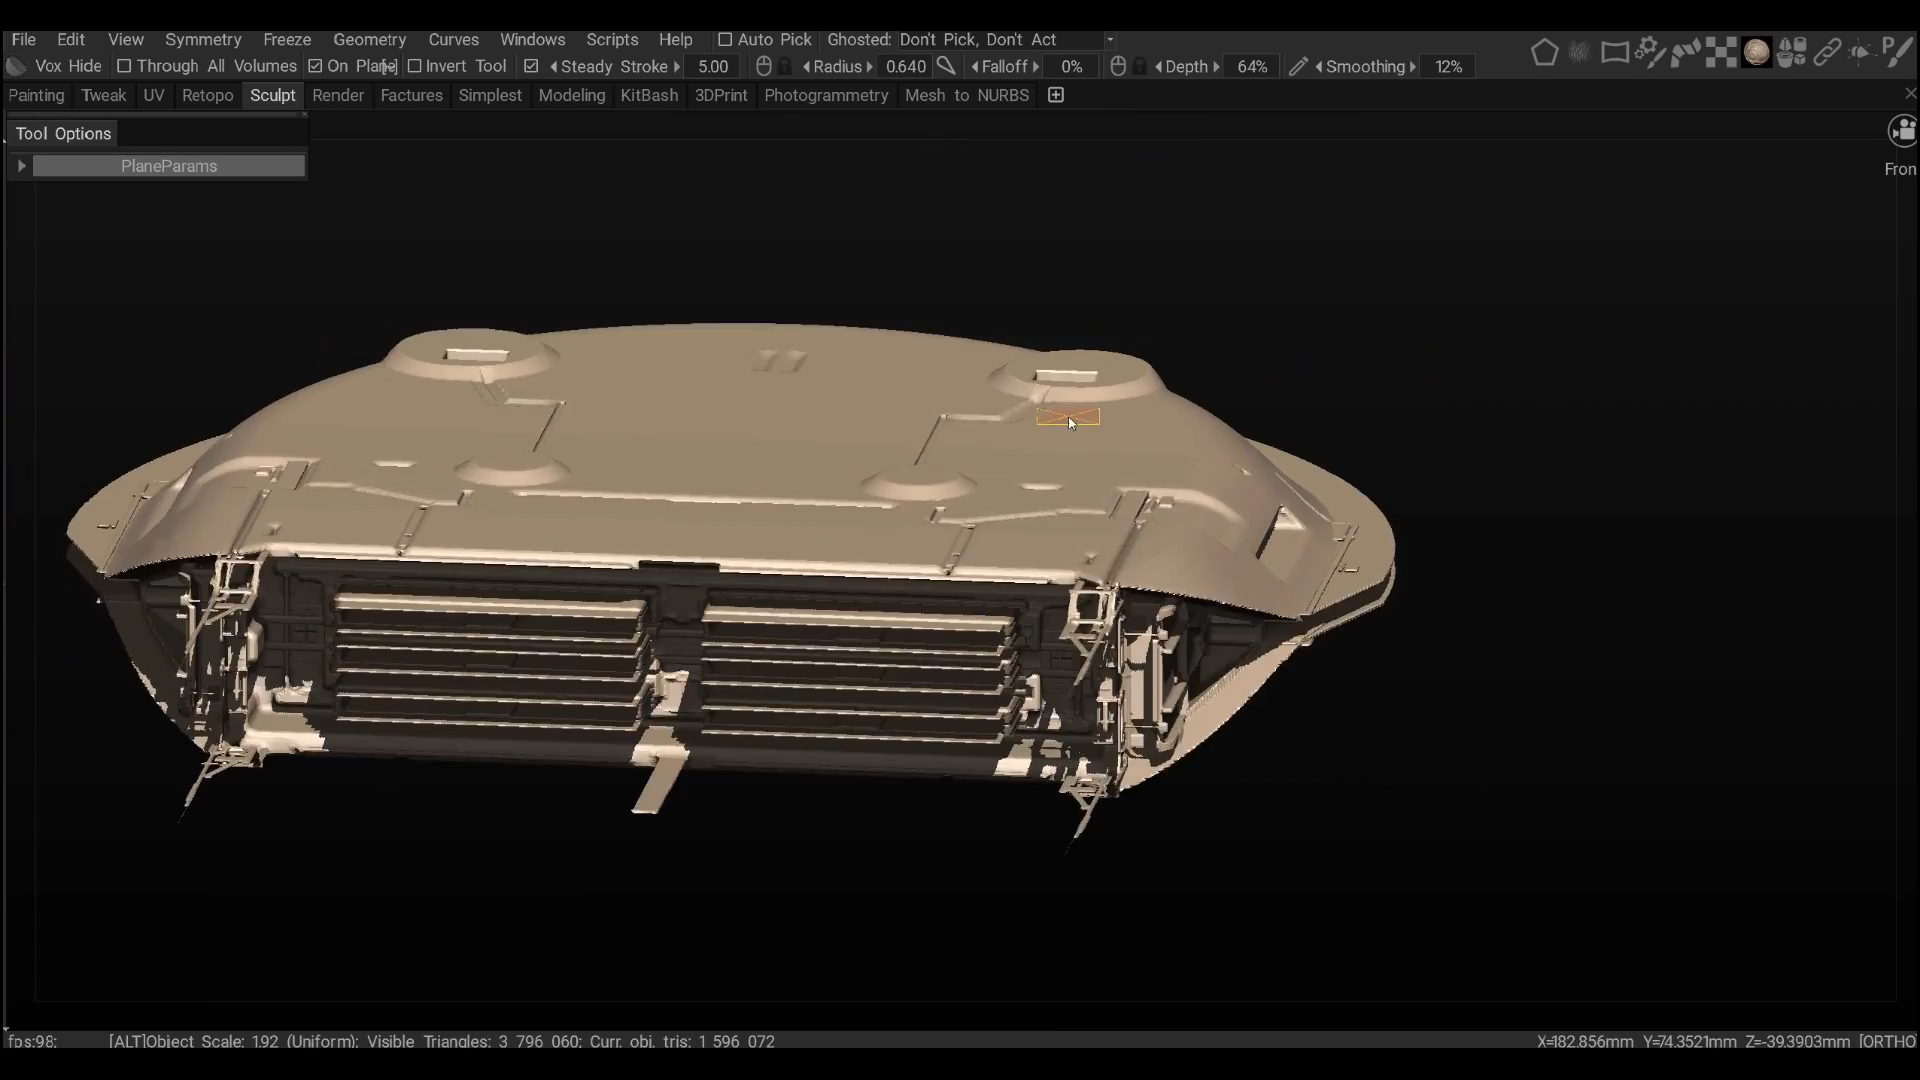 File Edit View Symmetry Freeze Geometry Curves Windows Scripts Help Auto Pick Ghosted: Don't Pick, Don't Act
Vox Hide Through All Volumes On Plane Invert Tool Steady Stroke 5.00 Radius 0.640 Falloff 0% Depth 64% Smoothing 12%
Painting Tweak UV Retopo Sculpt Render Factures Simplest Modeling KitBash 3DPrint Photogrammetry Mesh to NURBS
Tool Options
PlaneParams
Fron
fps:98; [ALT]Object Scale: 1.92 (Uniform); Visible Triangles: 3 796 060; Curr. obj. tris: 1 596 072 X=182.856mm Y=74.3521mm Z=-39.3903mm [ORTHO